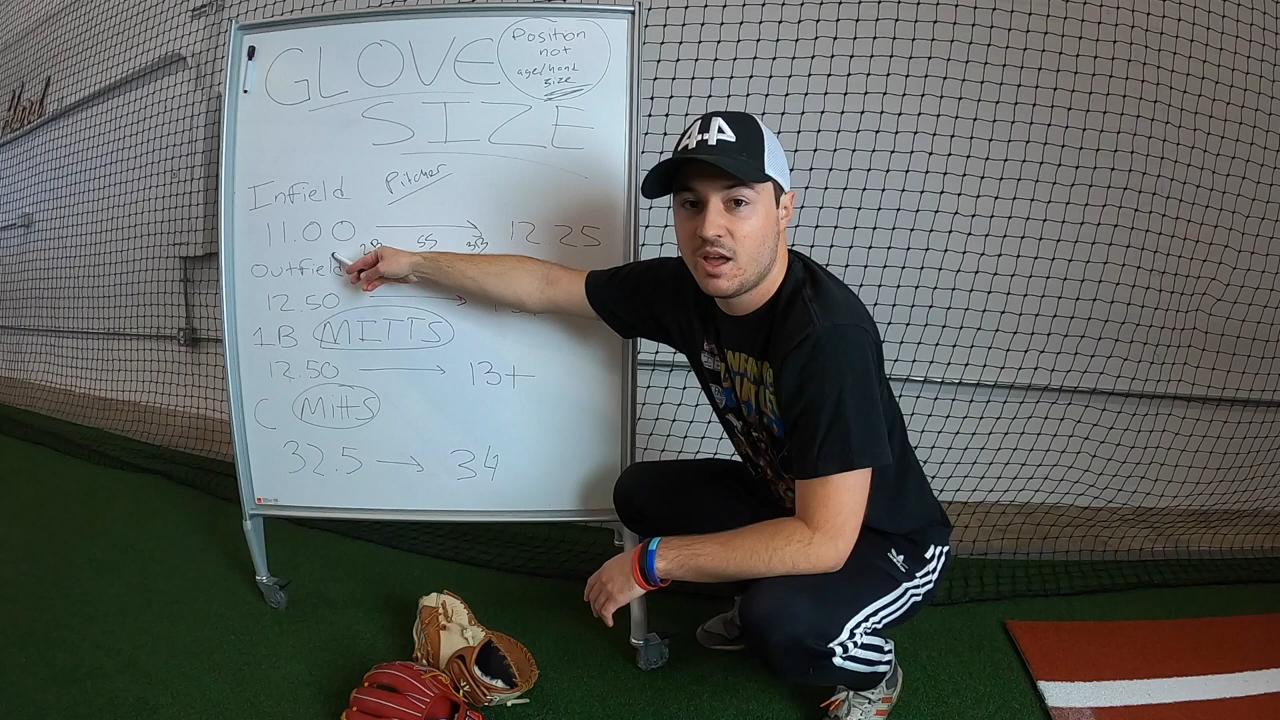 GLOVE
SIZE
Position
not
age/hand
size
Infield Pitcher
11.00 → 12.25
2B SS 3B
Outfield
12.50 →
1B MITTS
12.50 → 13+
C Mitts
32.5 → 34
44